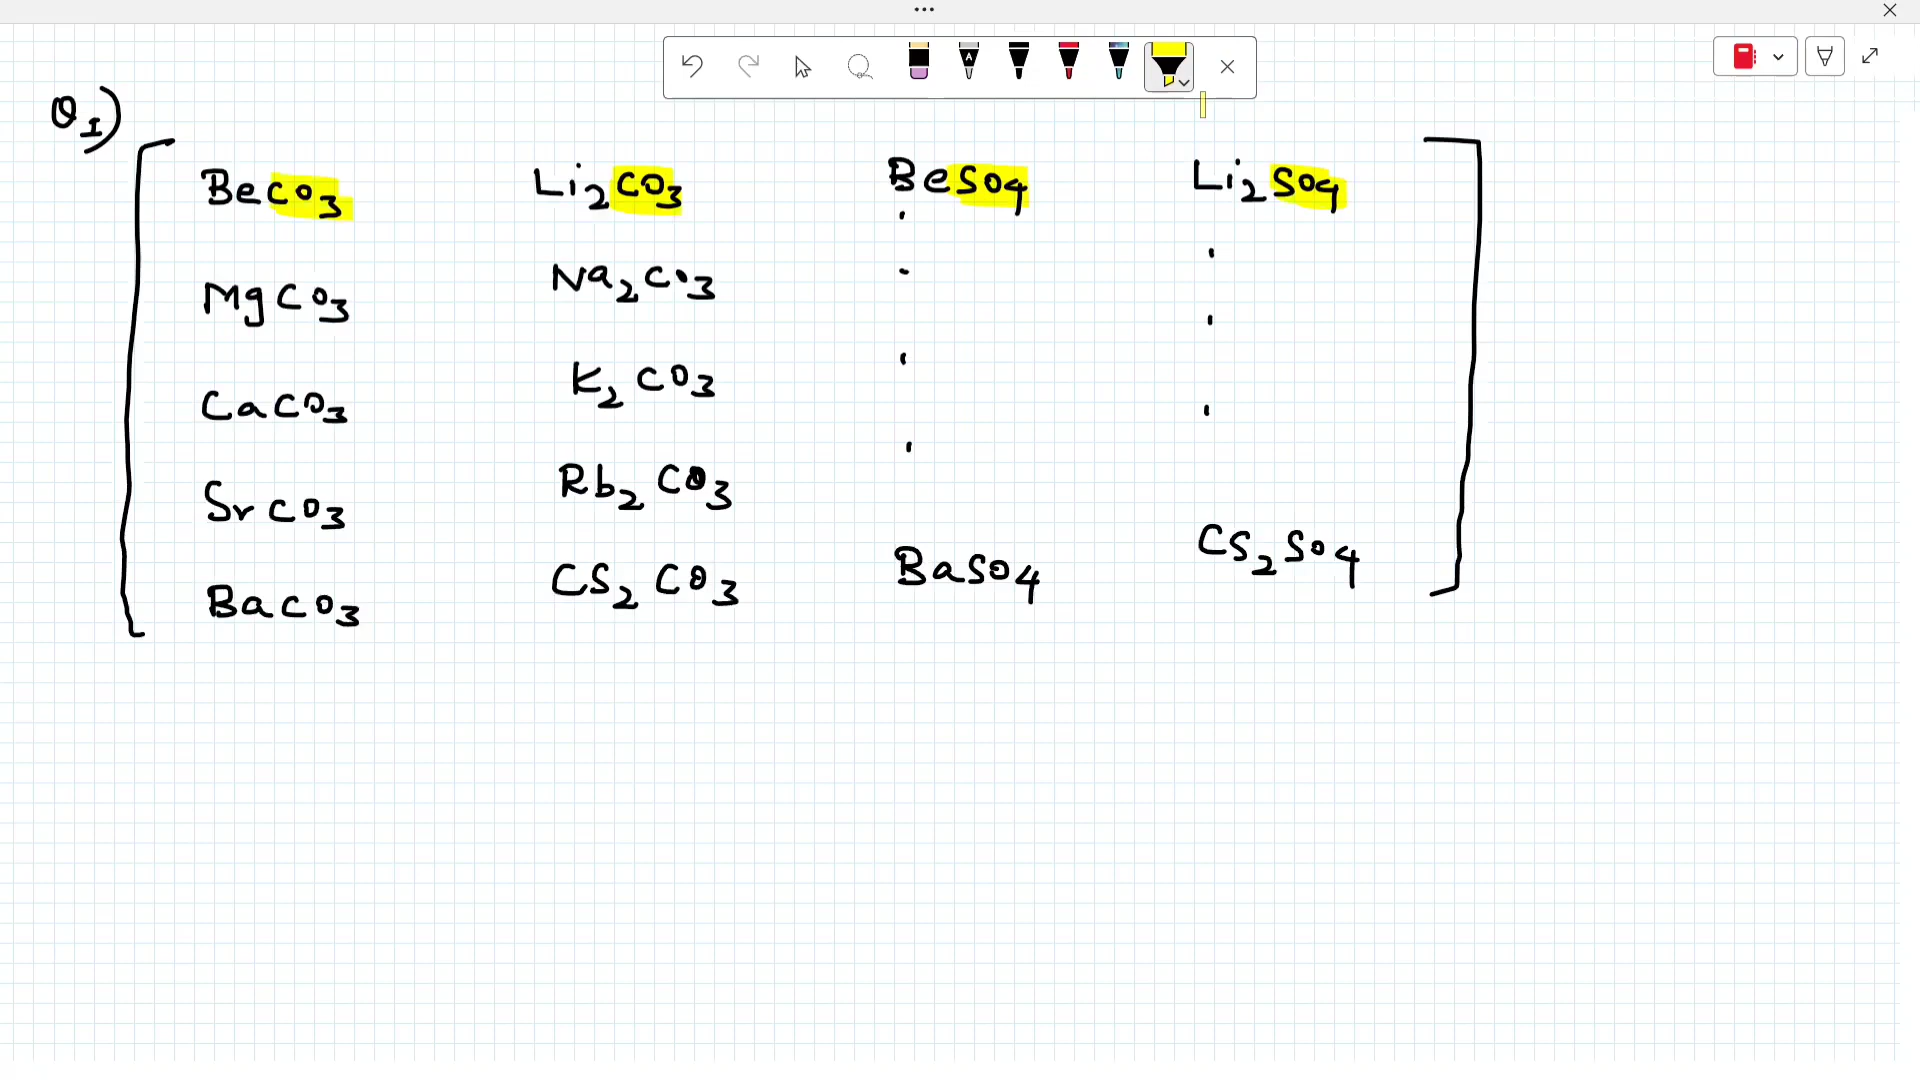 Q1)
BeCO3 Li2CO3 BeSO4 Li2SO4
MgCO3 Na2CO3
CaCO3 K2CO3
SrCO3 Rb2CO3
BaCO3 Cs2CO3 BaSO4 Cs2SO4